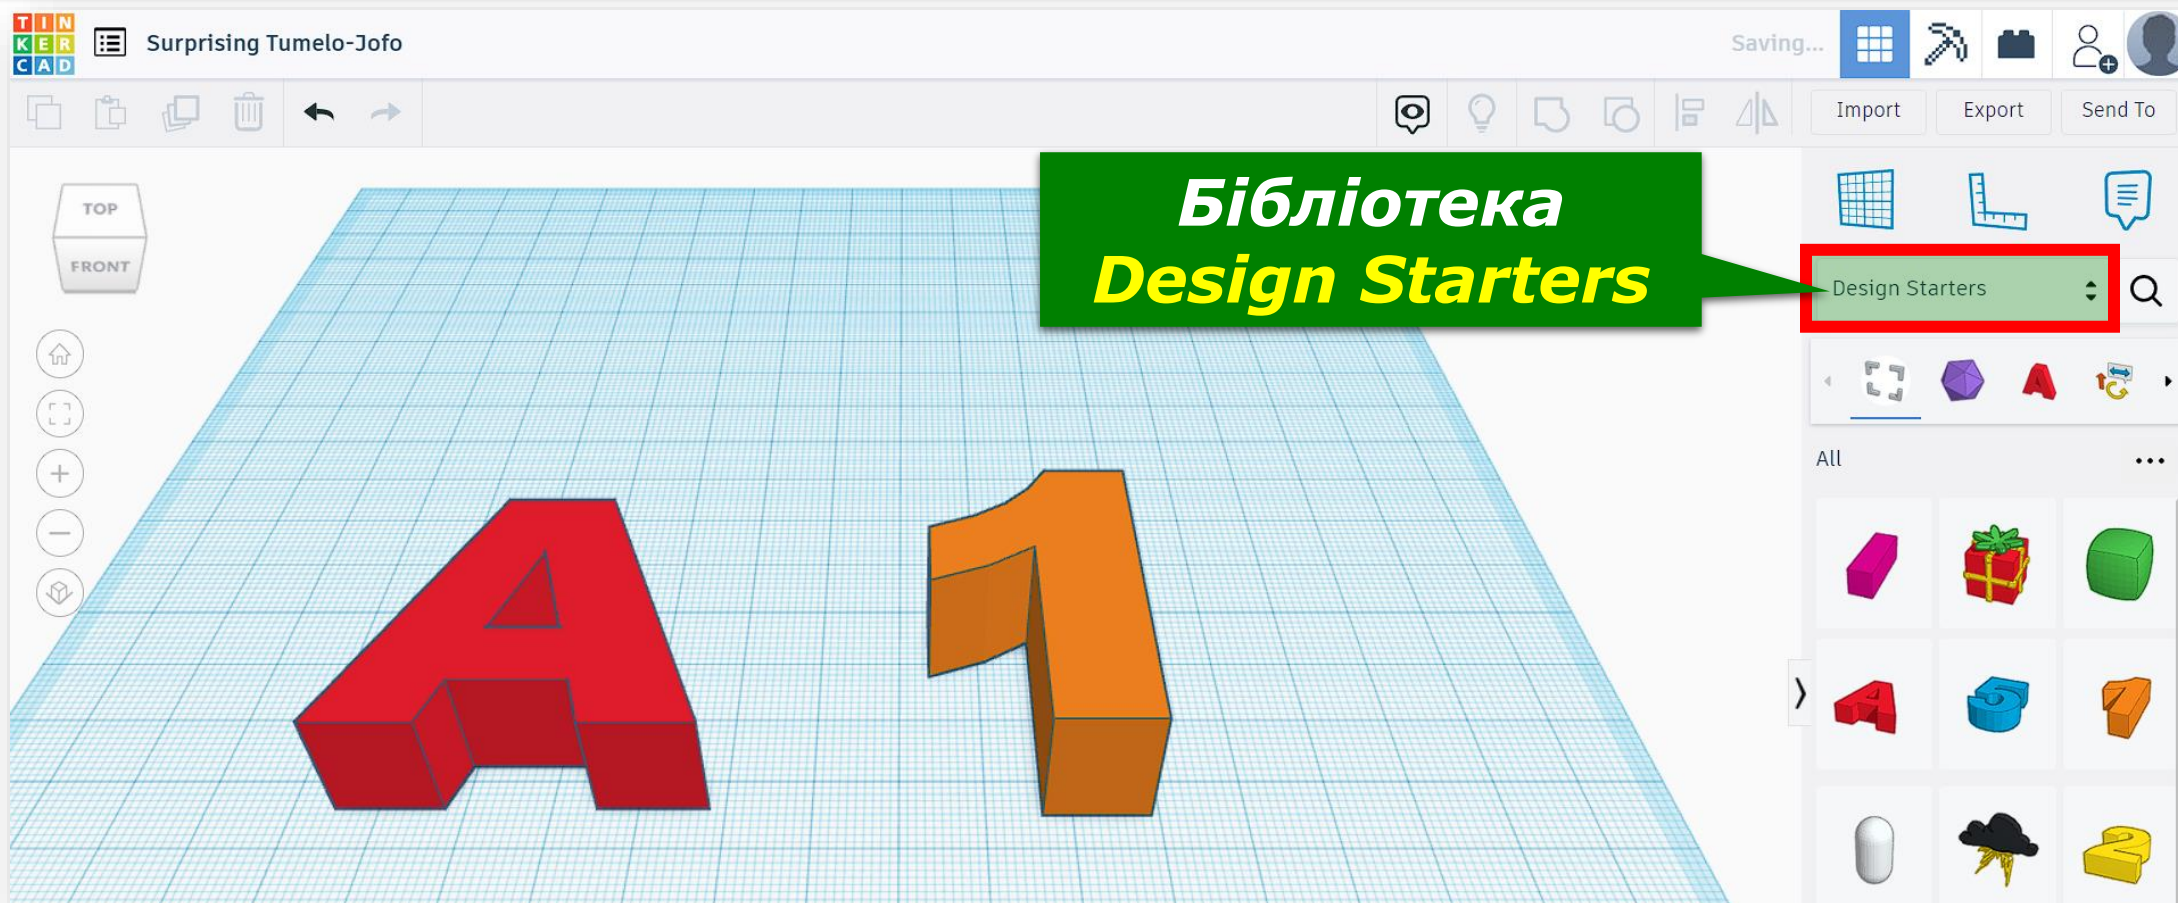 TIN
KER
CAD
Surprising Tumelo-Jofo
Saving...
Import
Export
Send To
TOP
FRONT
Бібліотека
Design Starters
Design Starters
All